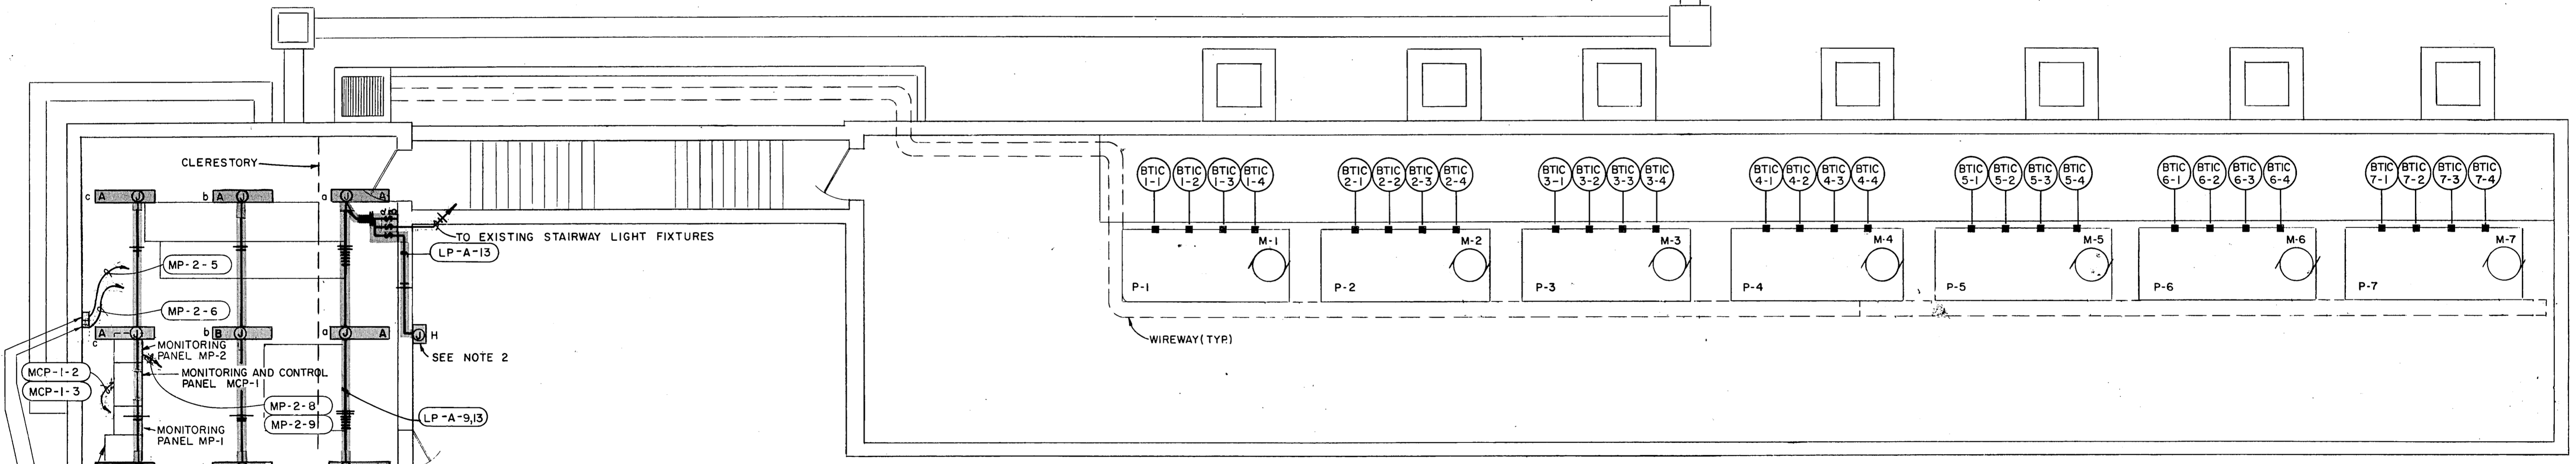 CLERESTORY
c A J
b A J
a J A
a b c
S S S
TO EXISTING STAIRWAY LIGHT FIXTURES
LP-A-13
MP-2-5
MP-2-6
A J
c
b B J
a J A
J H
SEE NOTE 2
MONITORING
PANEL MP-2
MONITORING AND CONTROL
PANEL MCP-1
MCP-1-2
MCP-1-3
MP-2-8
MP-2-9
LP-A-9,13
MONITORING
PANEL MP-1
BTIC
1-1
BTIC
1-2
BTIC
1-3
BTIC
1-4
BTIC
2-1
BTIC
2-2
BTIC
2-3
BTIC
2-4
BTIC
3-1
BTIC
3-2
BTIC
3-3
BTIC
3-4
BTIC
4-1
BTIC
4-2
BTIC
4-3
BTIC
4-4
BTIC
5-1
BTIC
5-2
BTIC
5-3
BTIC
5-4
BTIC
6-1
BTIC
6-2
BTIC
6-3
BTIC
6-4
BTIC
7-1
BTIC
7-2
BTIC
7-3
BTIC
7-4
M-1
P-1
M-2
P-2
M-3
P-3
M-4
P-4
M-5
P-5
M-6
P-6
M-7
P-7
WIREWAY (TYP.)